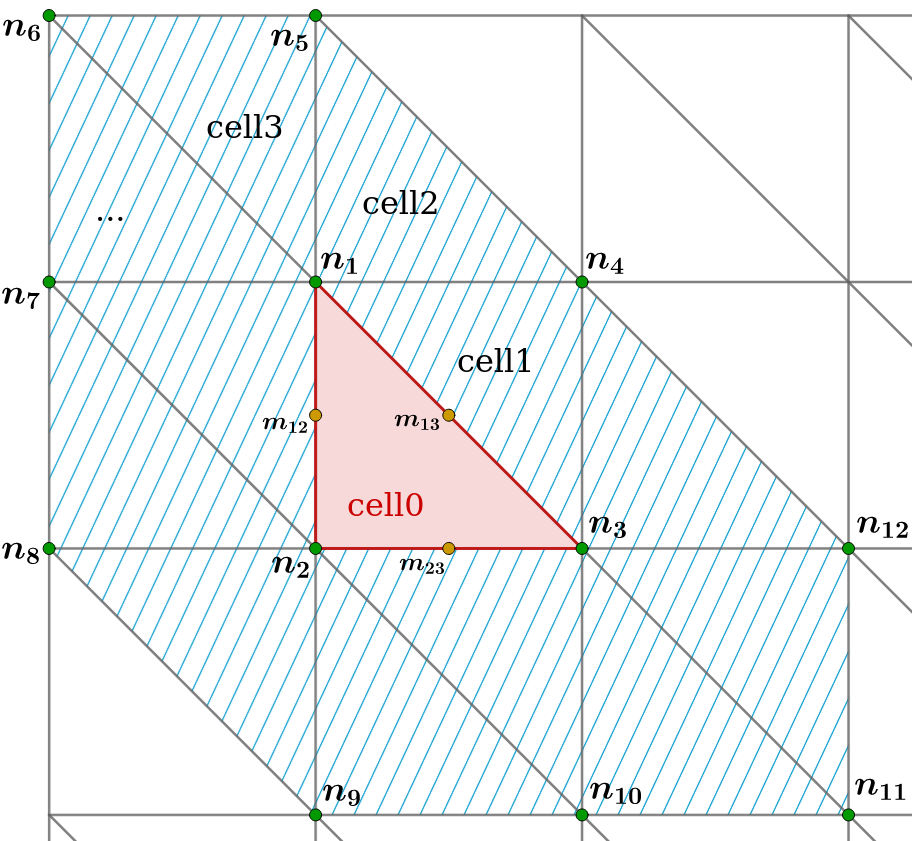 n₆
n₅
cell3
cell2
...
n₁
n₄
n₇
cell1
m₁₂
m₁₃
cell0
n₃
n₁₂
n₈
n₂
m₂₃
n₉
n₁₀
n₁₁